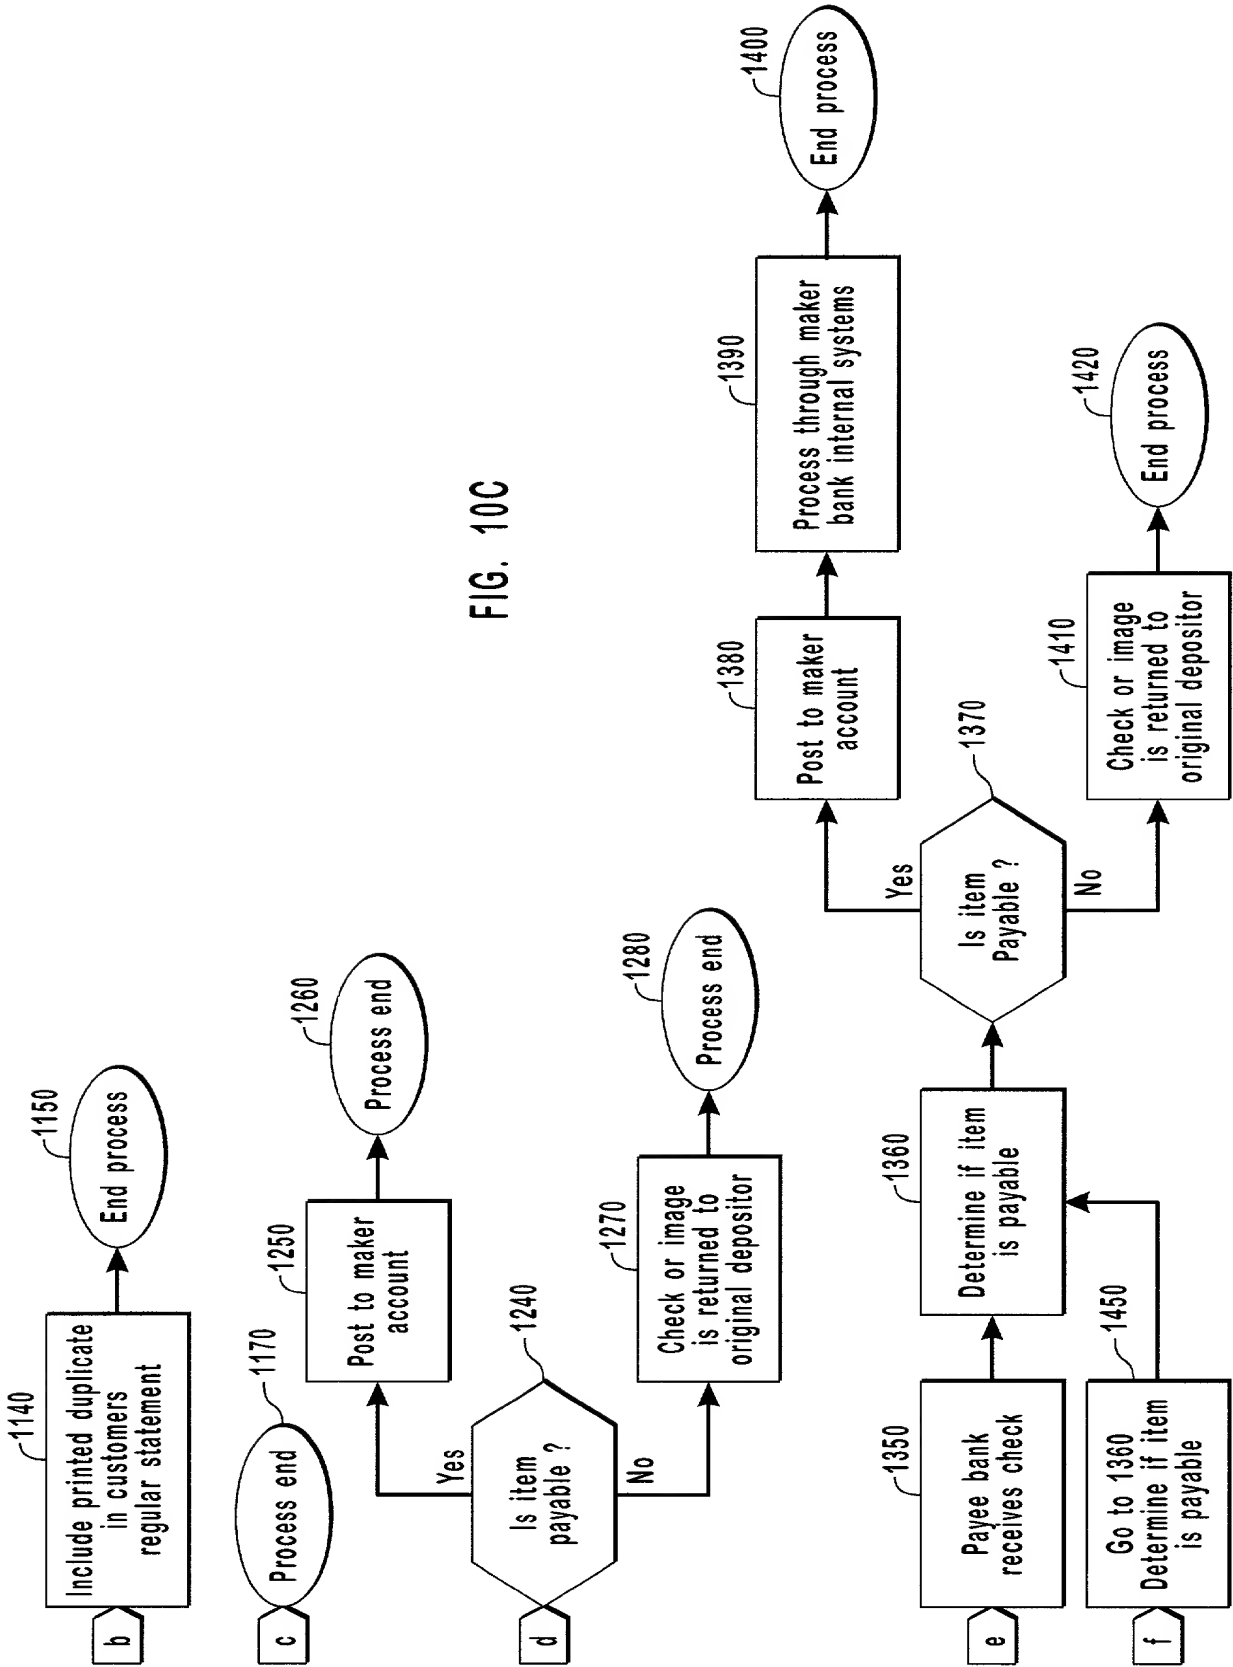 b
1140
Include printed duplicate
in customers
regular statement
1150
End process
c
1170
Process end
d
1240
Is item
payable ?
Yes
1250
Post to maker
account
1260
Process end
No
1270
Check or image
is returned to
original depositor
1280
Process end
FIG. 10C
e
1350
Payee bank
receives check
1360
Determine if item
is payable
1370
Is item
Payable ?
Yes
1380
Post to maker
account
1390
Process through maker
bank internal systems
1400
End process
No
1410
Check or image
is returned to
original depositor
1420
End process
f
1450
Go to 1360
Determine if item
is payable